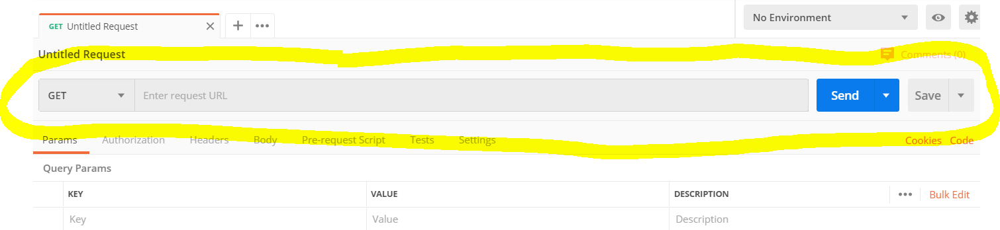 GET Untitled Request
No Environment
Untitled Request
Comments (0)
GET
Enter request URL
Send
Save
Params Authorization Headers Body Pre-request Script Tests Settings Cookies Code
Query Params
KEY VALUE DESCRIPTION Bulk Edit
Key Value Description